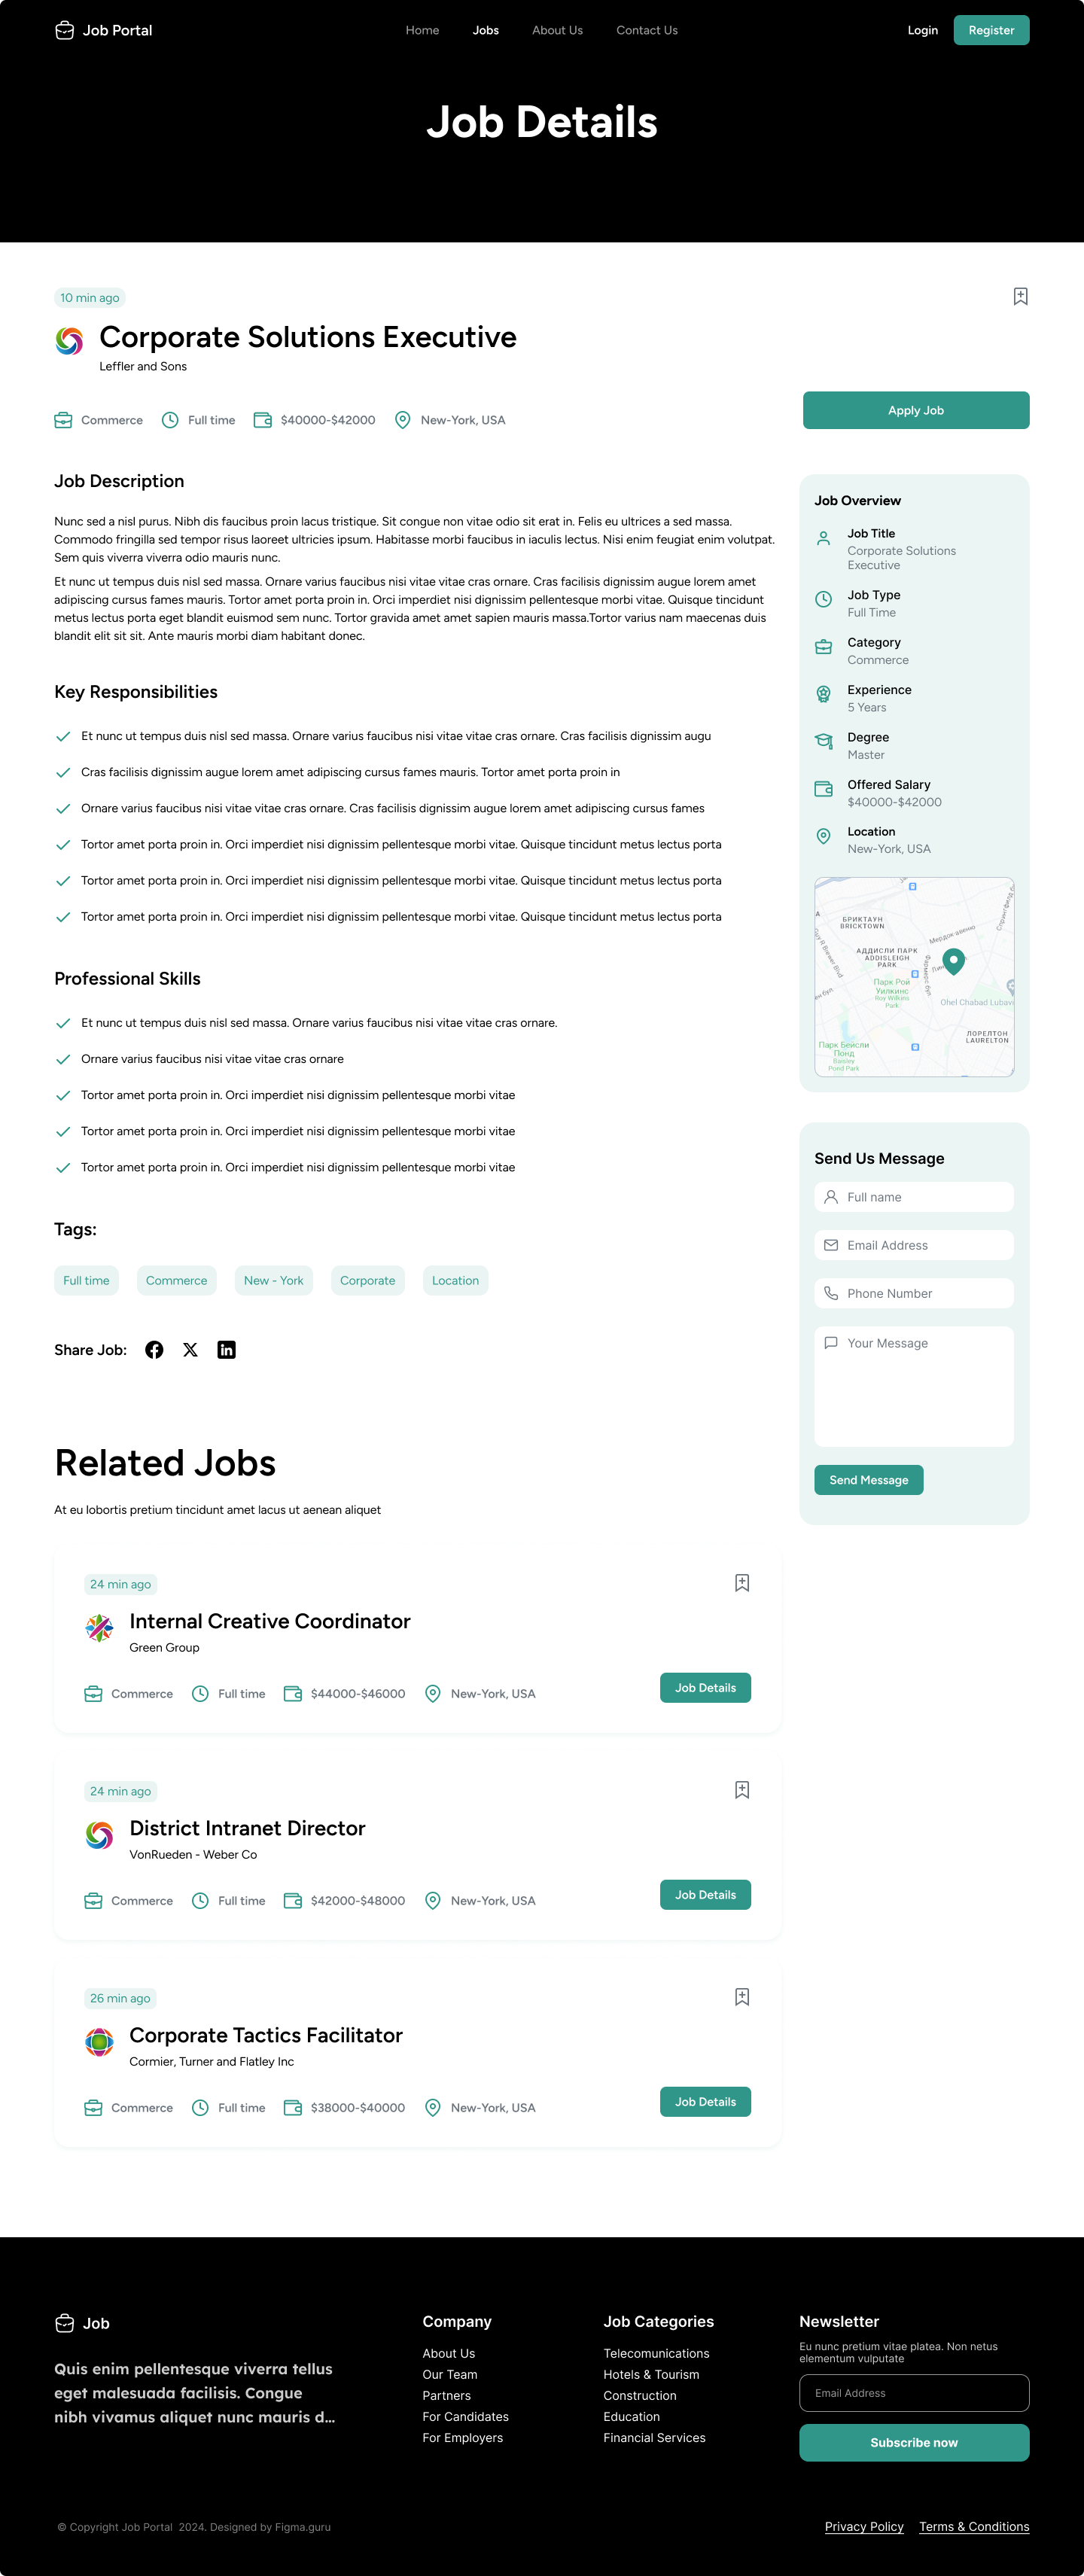 Job Portal
Home
Jobs
About Us
Contact Us
Login
Register
Job Details
10 min ago
Corporate Solutions Executive
Leffler and Sons
Commerce
Full time
$40000-$42000
New-York, USA
Apply Job
Job Description
Nunc sed a nisl purus. Nibh dis faucibus proin lacus tristique. Sit congue non vitae odio sit erat in. Felis eu ultrices a sed massa.
Commodo fringilla sed tempor risus laoreet ultricies ipsum. Habitasse morbi faucibus in iaculis lectus. Nisi enim feugiat enim volutpat.
Sem quis viverra viverra odio mauris nunc.
Et nunc ut tempus duis nisl sed massa. Ornare varius faucibus nisi vitae vitae cras ornare. Cras facilisis dignissim augue lorem amet
adipiscing cursus fames mauris. Tortor amet porta proin in. Orci imperdiet nisi dignissim pellentesque morbi vitae. Quisque tincidunt
metus lectus porta eget blandit euismod sem nunc. Tortor gravida amet amet sapien mauris massa.Tortor varius nam maecenas duis
blandit elit sit sit. Ante mauris morbi diam habitant donec.
Key Responsibilities
Et nunc ut tempus duis nisl sed massa. Ornare varius faucibus nisi vitae vitae cras ornare. Cras facilisis dignissim augu
Cras facilisis dignissim augue lorem amet adipiscing cursus fames mauris. Tortor amet porta proin in
Ornare varius faucibus nisi vitae vitae cras ornare. Cras facilisis dignissim augue lorem amet adipiscing cursus fames
Tortor amet porta proin in. Orci imperdiet nisi dignissim pellentesque morbi vitae. Quisque tincidunt metus lectus porta
Tortor amet porta proin in. Orci imperdiet nisi dignissim pellentesque morbi vitae. Quisque tincidunt metus lectus porta
Tortor amet porta proin in. Orci imperdiet nisi dignissim pellentesque morbi vitae. Quisque tincidunt metus lectus porta
Professional Skills
Et nunc ut tempus duis nisl sed massa. Ornare varius faucibus nisi vitae vitae cras ornare.
Ornare varius faucibus nisi vitae vitae cras ornare
Tortor amet porta proin in. Orci imperdiet nisi dignissim pellentesque morbi vitae
Tortor amet porta proin in. Orci imperdiet nisi dignissim pellentesque morbi vitae
Tortor amet porta proin in. Orci imperdiet nisi dignissim pellentesque morbi vitae
Tags:
Full time
Commerce
New - York
Corporate
Location
Share Job:
Job Overview
Job Title
Corporate Solutions
Executive
Job Type
Full Time
Category
Commerce
Experience
5 Years
Degree
Master
Offered Salary
$40000-$42000
Location
New-York, USA
БРИКТАУН
BRICKTOWN
Мердок-авеню
АДДИСЛИ ПАРК
ADDISLEIGH
PARK
Парк Рой
Уилкинс
Roy Wilkins
Park
Ohel Chabad Lubav
ЛОРЕЛТОН
LAURELTON
Парк Бейсли
Понд
Baisley
Pond Park
Send Us Message
Full name
Email Address
Phone Number
Your Message
Send Message
Related Jobs
At eu lobortis pretium tincidunt amet lacus ut aenean aliquet
24 min ago
Internal Creative Coordinator
Green Group
Commerce
Full time
$44000-$46000
New-York, USA
Job Details
24 min ago
District Intranet Director
VonRueden - Weber Co
Commerce
Full time
$42000-$48000
New-York, USA
Job Details
26 min ago
Corporate Tactics Facilitator
Cormier, Turner and Flatley Inc
Commerce
Full time
$38000-$40000
New-York, USA
Job Details
Job
Quis enim pellentesque viverra tellus
eget malesuada facilisis. Congue
nibh vivamus aliquet nunc mauris d...
Company
About Us
Our Team
Partners
For Candidates
For Employers
Job Categories
Telecomunications
Hotels & Tourism
Construction
Education
Financial Services
Newsletter
Eu nunc pretium vitae platea. Non netus
elementum vulputate
Email Address
Subscribe now
© Copyright Job Portal 2024. Designed by Figma.guru
Privacy Policy
Terms & Conditions